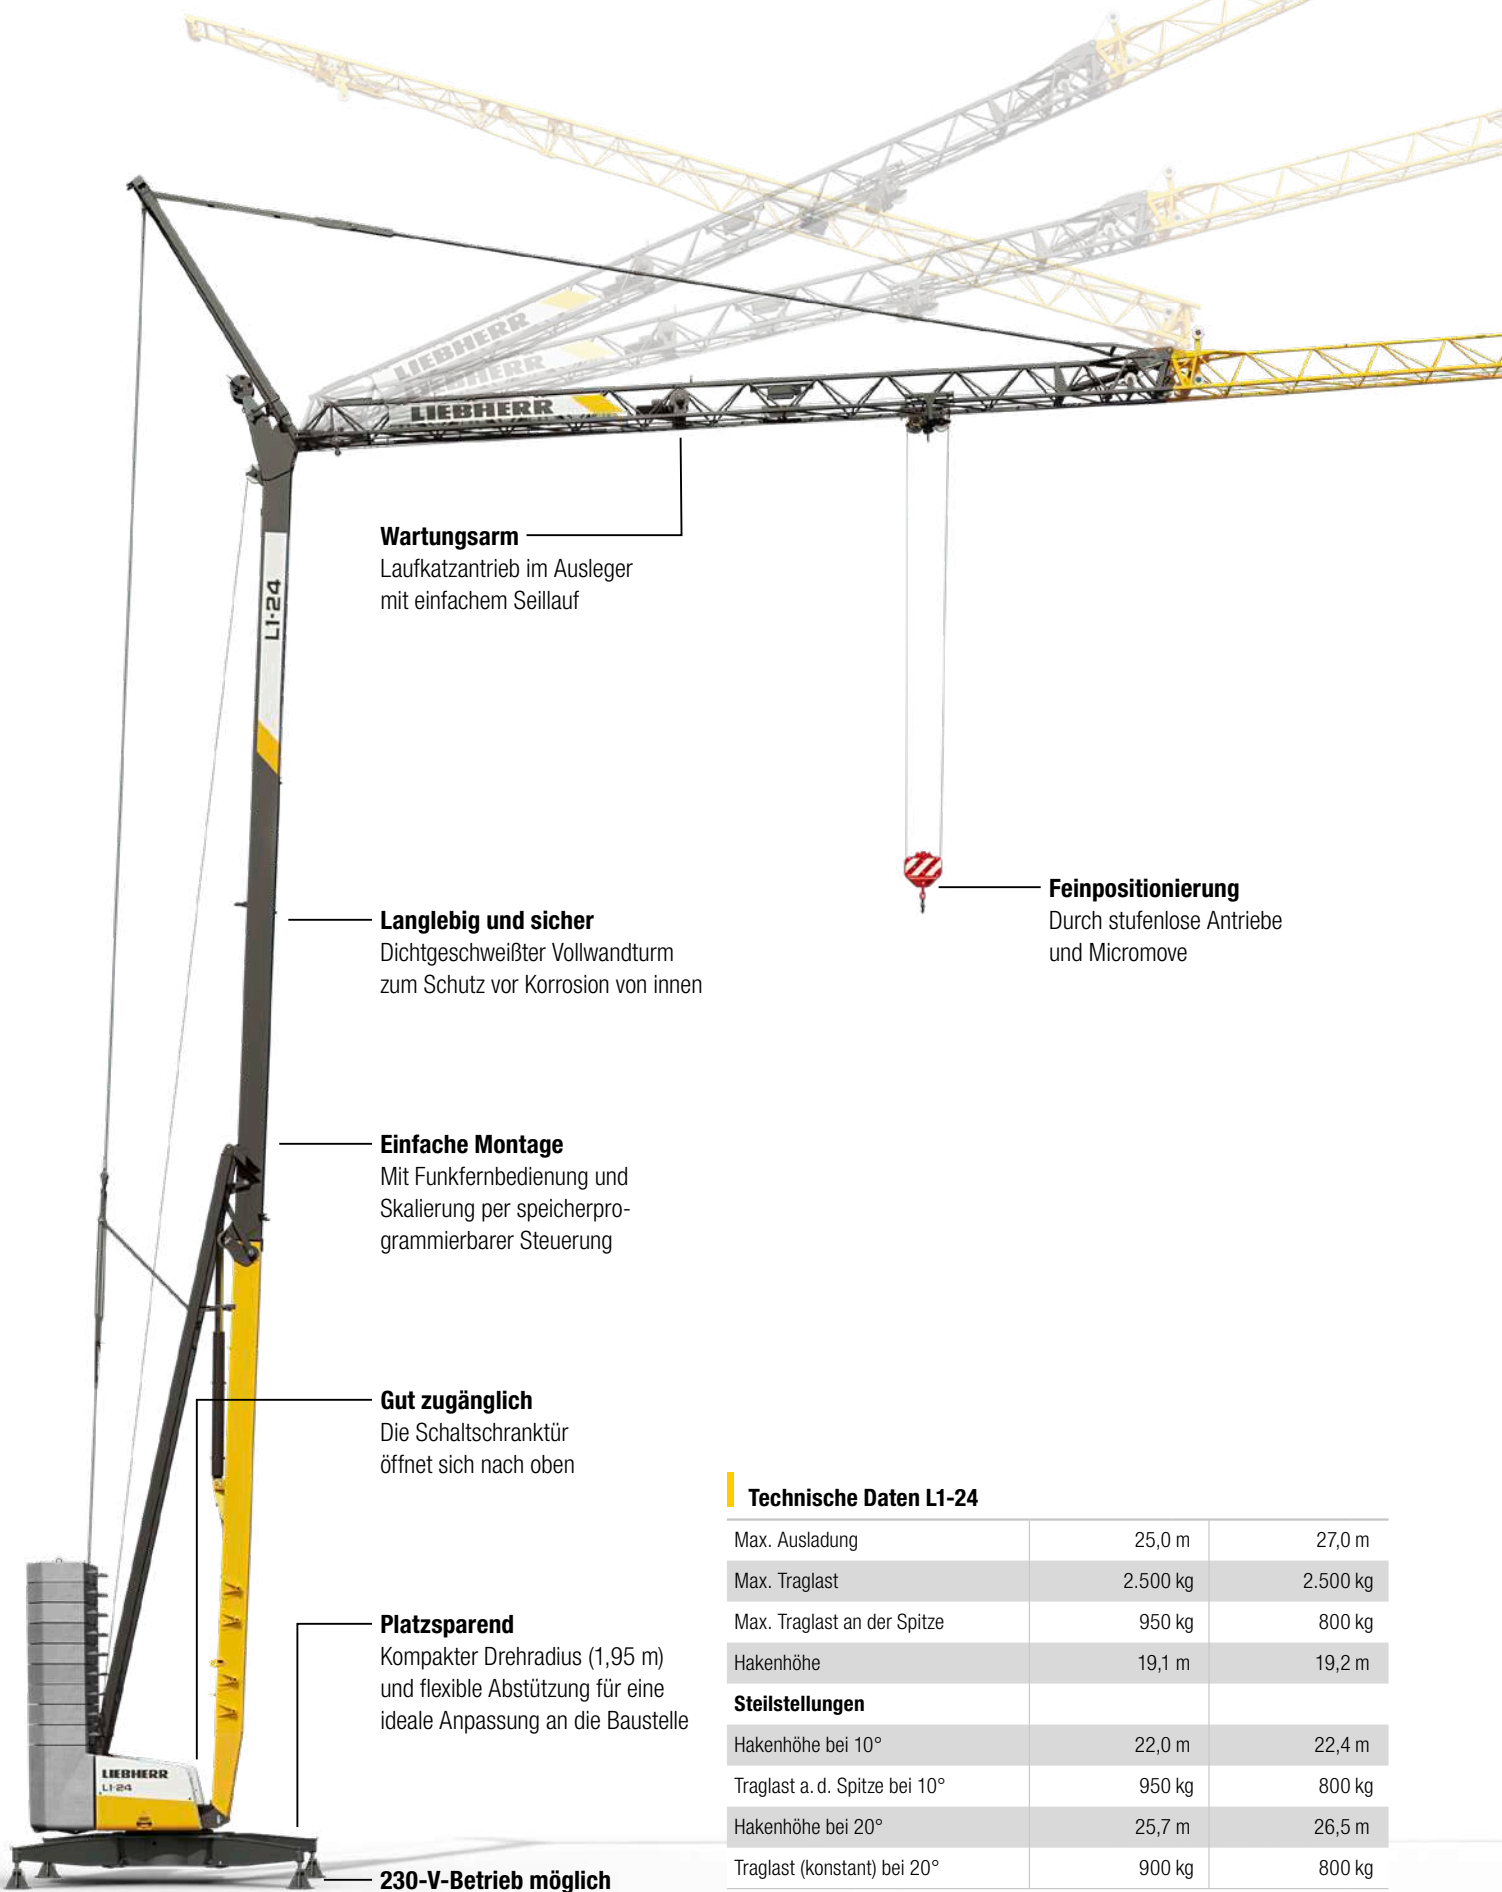 LIEBHERR
LIEBHERR
LIEBHERR
L1-24
Wartungsarm
Laufkatzantrieb im Ausleger
mit einfachem Seillauf
Feinpositionierung
Durch stufenlose Antriebe
und Micromove
Langlebig und sicher
Dichtgeschweißter Vollwandturm
zum Schutz vor Korrosion von innen
Einfache Montage
Mit Funkfernbedienung und
Skalierung per speicherpro-
grammierbarer Steuerung
Gut zugänglich
Die Schaltschranktür
öffnet sich nach oben
Platzsparend
Kompakter Drehradius (1,95 m)
und flexible Abstützung für eine
ideale Anpassung an die Baustelle
LIEBHERR
L1-24
230-V-Betrieb möglich
Technische Daten L1-24
Max. Ausladung 25,0 m 27,0 m
Max. Traglast 2.500 kg 2.500 kg
Max. Traglast an der Spitze 950 kg 800 kg
Hakenhöhe 19,1 m 19,2 m
Steilstellungen
Hakenhöhe bei 10° 22,0 m 22,4 m
Traglast a. d. Spitze bei 10° 950 kg 800 kg
Hakenhöhe bei 20° 25,7 m 26,5 m
Traglast (konstant) bei 20° 900 kg 800 kg